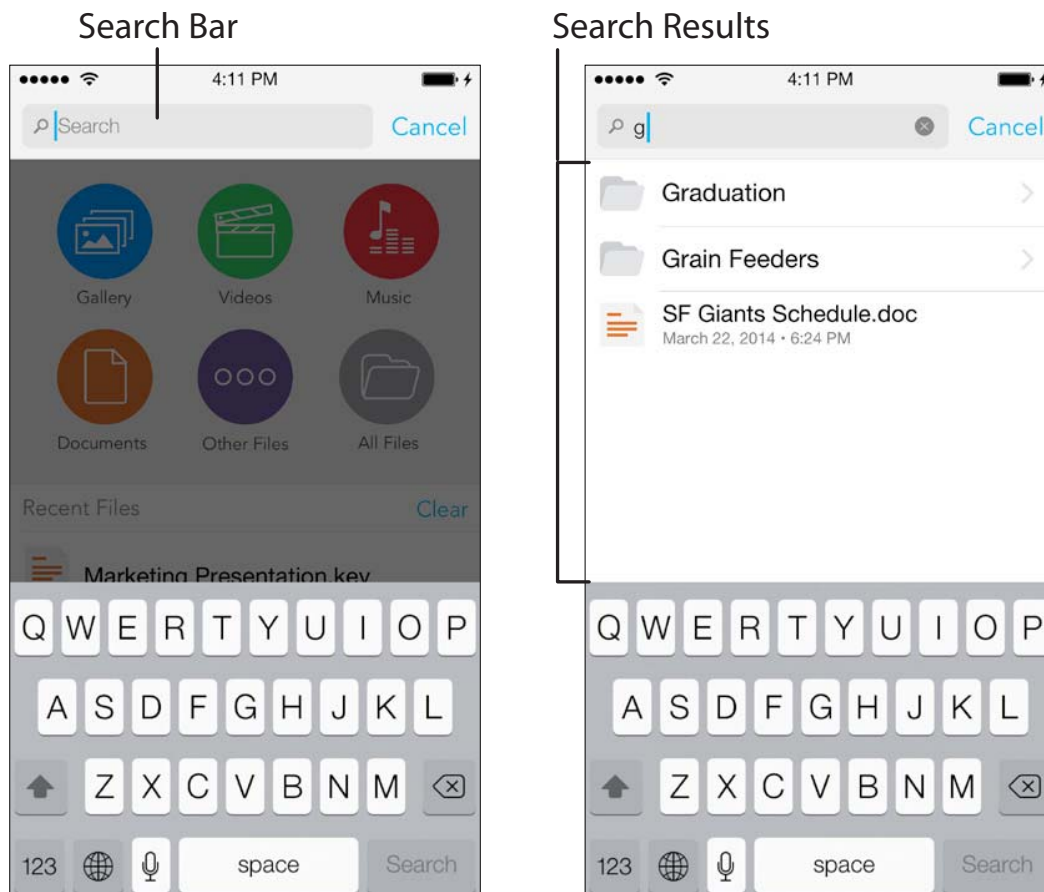 Search Bar
4:11 PM
Search
Cancel
Gallery
Videos
Music
Documents
Other Files
All Files
Recent Files
Clear
Marketing Presentation.key
Q W E R T Y U I O P
A S D F G H J K L
Z X C V B N M
123
space
Search
Search Results
4:11 PM
g
Cancel
Graduation
Grain Feeders
SF Giants Schedule.doc
March 22, 2014 • 6:24 PM
Q W E R T Y U I O P
A S D F G H J K L
Z X C V B N M
123
space
Search